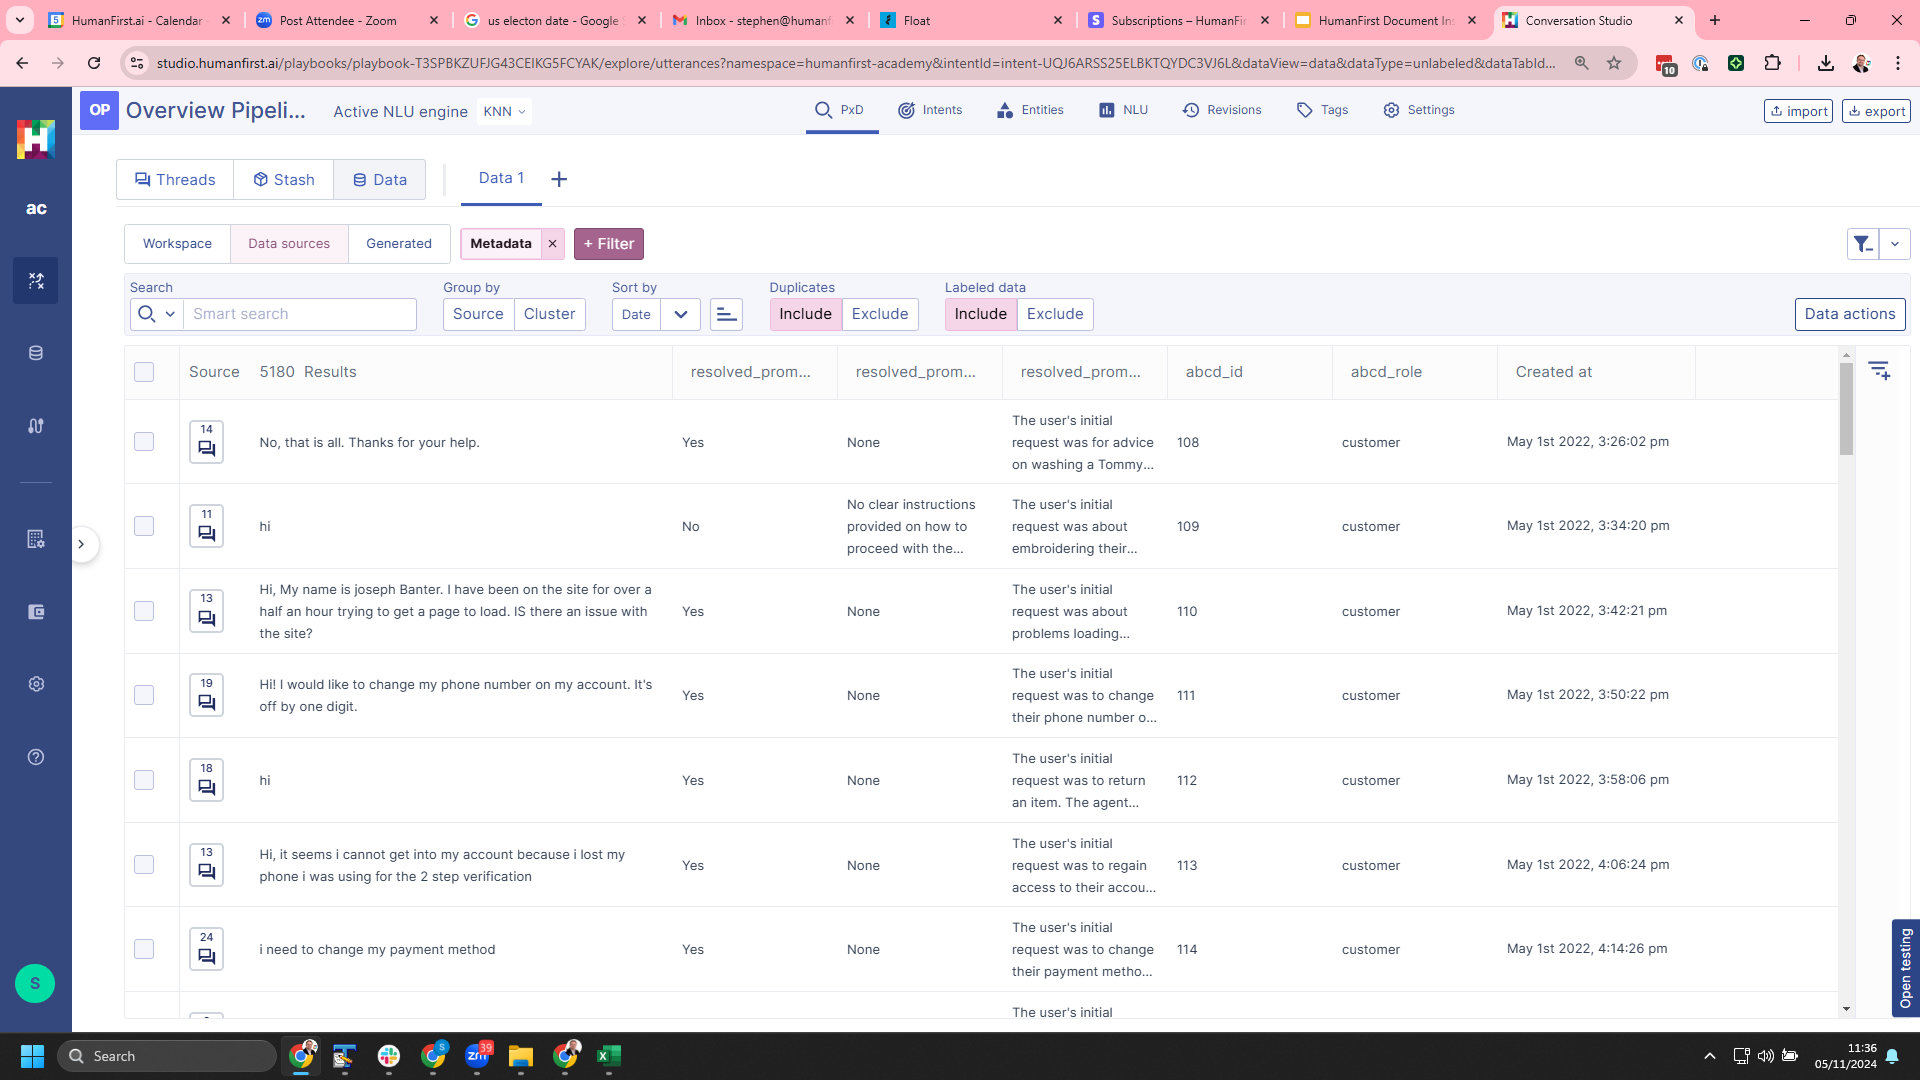 HumanFirst.ai - Calendar
Post Attendee - Zoom
us electon date - Google
Inbox - stephen@humanf
Float
Subscriptions – HumanFir
HumanFirst Document In
Conversation Studio
studio.humanfirst.ai/playbooks/playbook-T3SPBKZUFJG43CEIKG5FCYAK/explore/utterances?namespace=humanfirst-academy&intentId=intent-UQJ6ARSS25ELBKTQYDC3VJ6L&dataView=data&dataType=unlabeled&dataTabId...
10
OP
Overview Pipeli...
Active NLU engine
KNN
PxD
Intents
Entities
NLU
Revisions
Tags
Settings
import
export
ac
Threads
Stash
Data
Data 1
Workspace
Data sources
Generated
Metadata
+ Filter
Search
Group by
Sort by
Duplicates
Labeled data
Smart search
Source
Cluster
Date
Include
Exclude
Include
Exclude
Data actions
Source
5180 Results
resolved_prom...
resolved_prom...
resolved_prom...
abcd_id
abcd_role
Created at
14
No, that is all. Thanks for your help.
Yes
None
The user's initial
request was for advice
on washing a Tommy...
108
customer
May 1st 2022, 3:26:02 pm
11
hi
No
No clear instructions
provided on how to
proceed with the...
The user's initial
request was about
embroidering their...
109
customer
May 1st 2022, 3:34:20 pm
13
Hi, My name is joseph Banter. I have been on the site for over a
half an hour trying to get a page to load. IS there an issue with
the site?
Yes
None
The user's initial
request was about
problems loading...
110
customer
May 1st 2022, 3:42:21 pm
19
Hi! I would like to change my phone number on my account. It's
off by one digit.
Yes
None
The user's initial
request was to change
their phone number o...
111
customer
May 1st 2022, 3:50:22 pm
18
hi
Yes
None
The user's initial
request was to return
an item. The agent...
112
customer
May 1st 2022, 3:58:06 pm
13
Hi, it seems i cannot get into my account because i lost my
phone i was using for the 2 step verification
Yes
None
The user's initial
request was to regain
access to their accou...
113
customer
May 1st 2022, 4:06:24 pm
24
i need to change my payment method
Yes
None
The user's initial
request was to change
their payment metho...
114
customer
May 1st 2022, 4:14:26 pm
The user's initial
Open testing
S
Search
39
11:36
05/11/2024